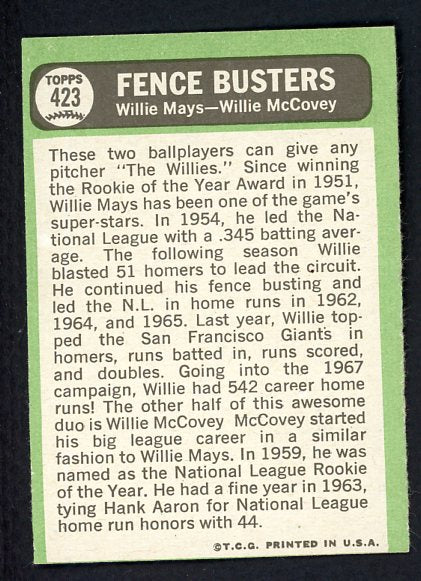 TOPPS
423
FENCE BUSTERS
Willie Mays—Willie McCovey
These two ballplayers can give any
pitcher "The Willies." Since winning
the Rookie of the Year Award in 1951,
Willie Mays has been one of the game's
super-stars. In 1954, he led the Na-
tional League with a .345 batting aver-
age. The following season Willie
blasted 51 homers to lead the circuit.
He continued his fence busting and
led the N.L. in home runs in 1962,
1964, and 1965. Last year, Willie top-
ped the San Francisco Giants in
homers, runs batted in, runs scored,
and doubles. Going into the 1967
campaign, Willie had 542 career home
runs! The other half of this awesome
duo is Willie McCovey McCovey started
his big league career in a similar
fashion to Willie Mays. In 1959, he was
named as the National League Rookie
of the Year. He had a fine year in 1963,
tying Hank Aaron for National League
home run honors with 44.
©T.C.G. PRINTED IN U.S.A.